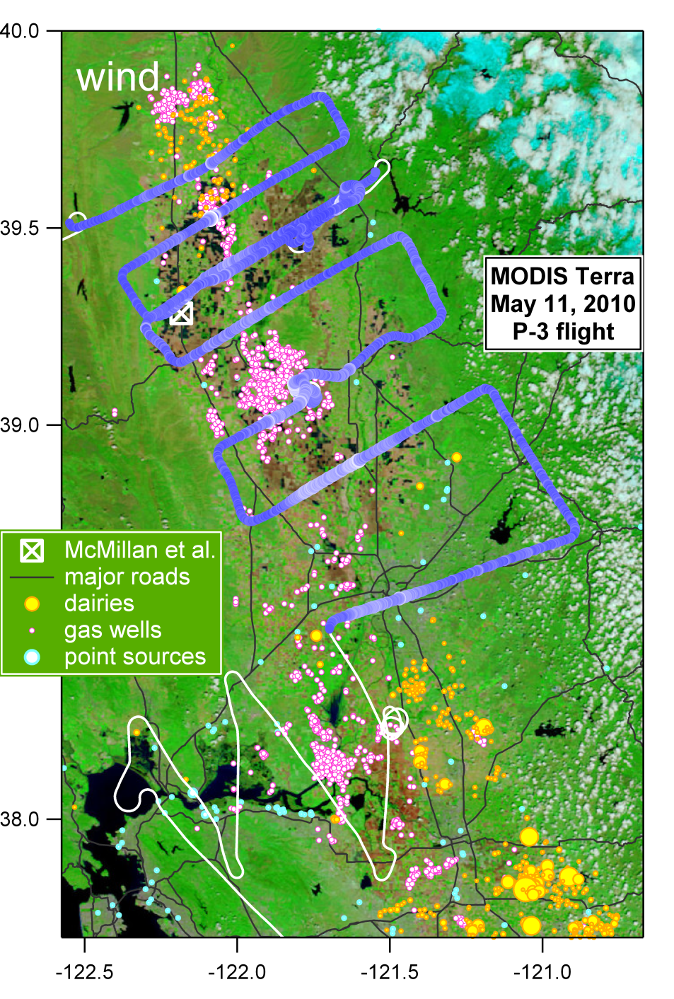 40.0
wind
39.5
MODIS Terra
May 11, 2010
P-3 flight
39.0
McMillan et al.
major roads
dairies
gas wells
point sources
38.0
-122.5
-122.0
-121.5
-121.0